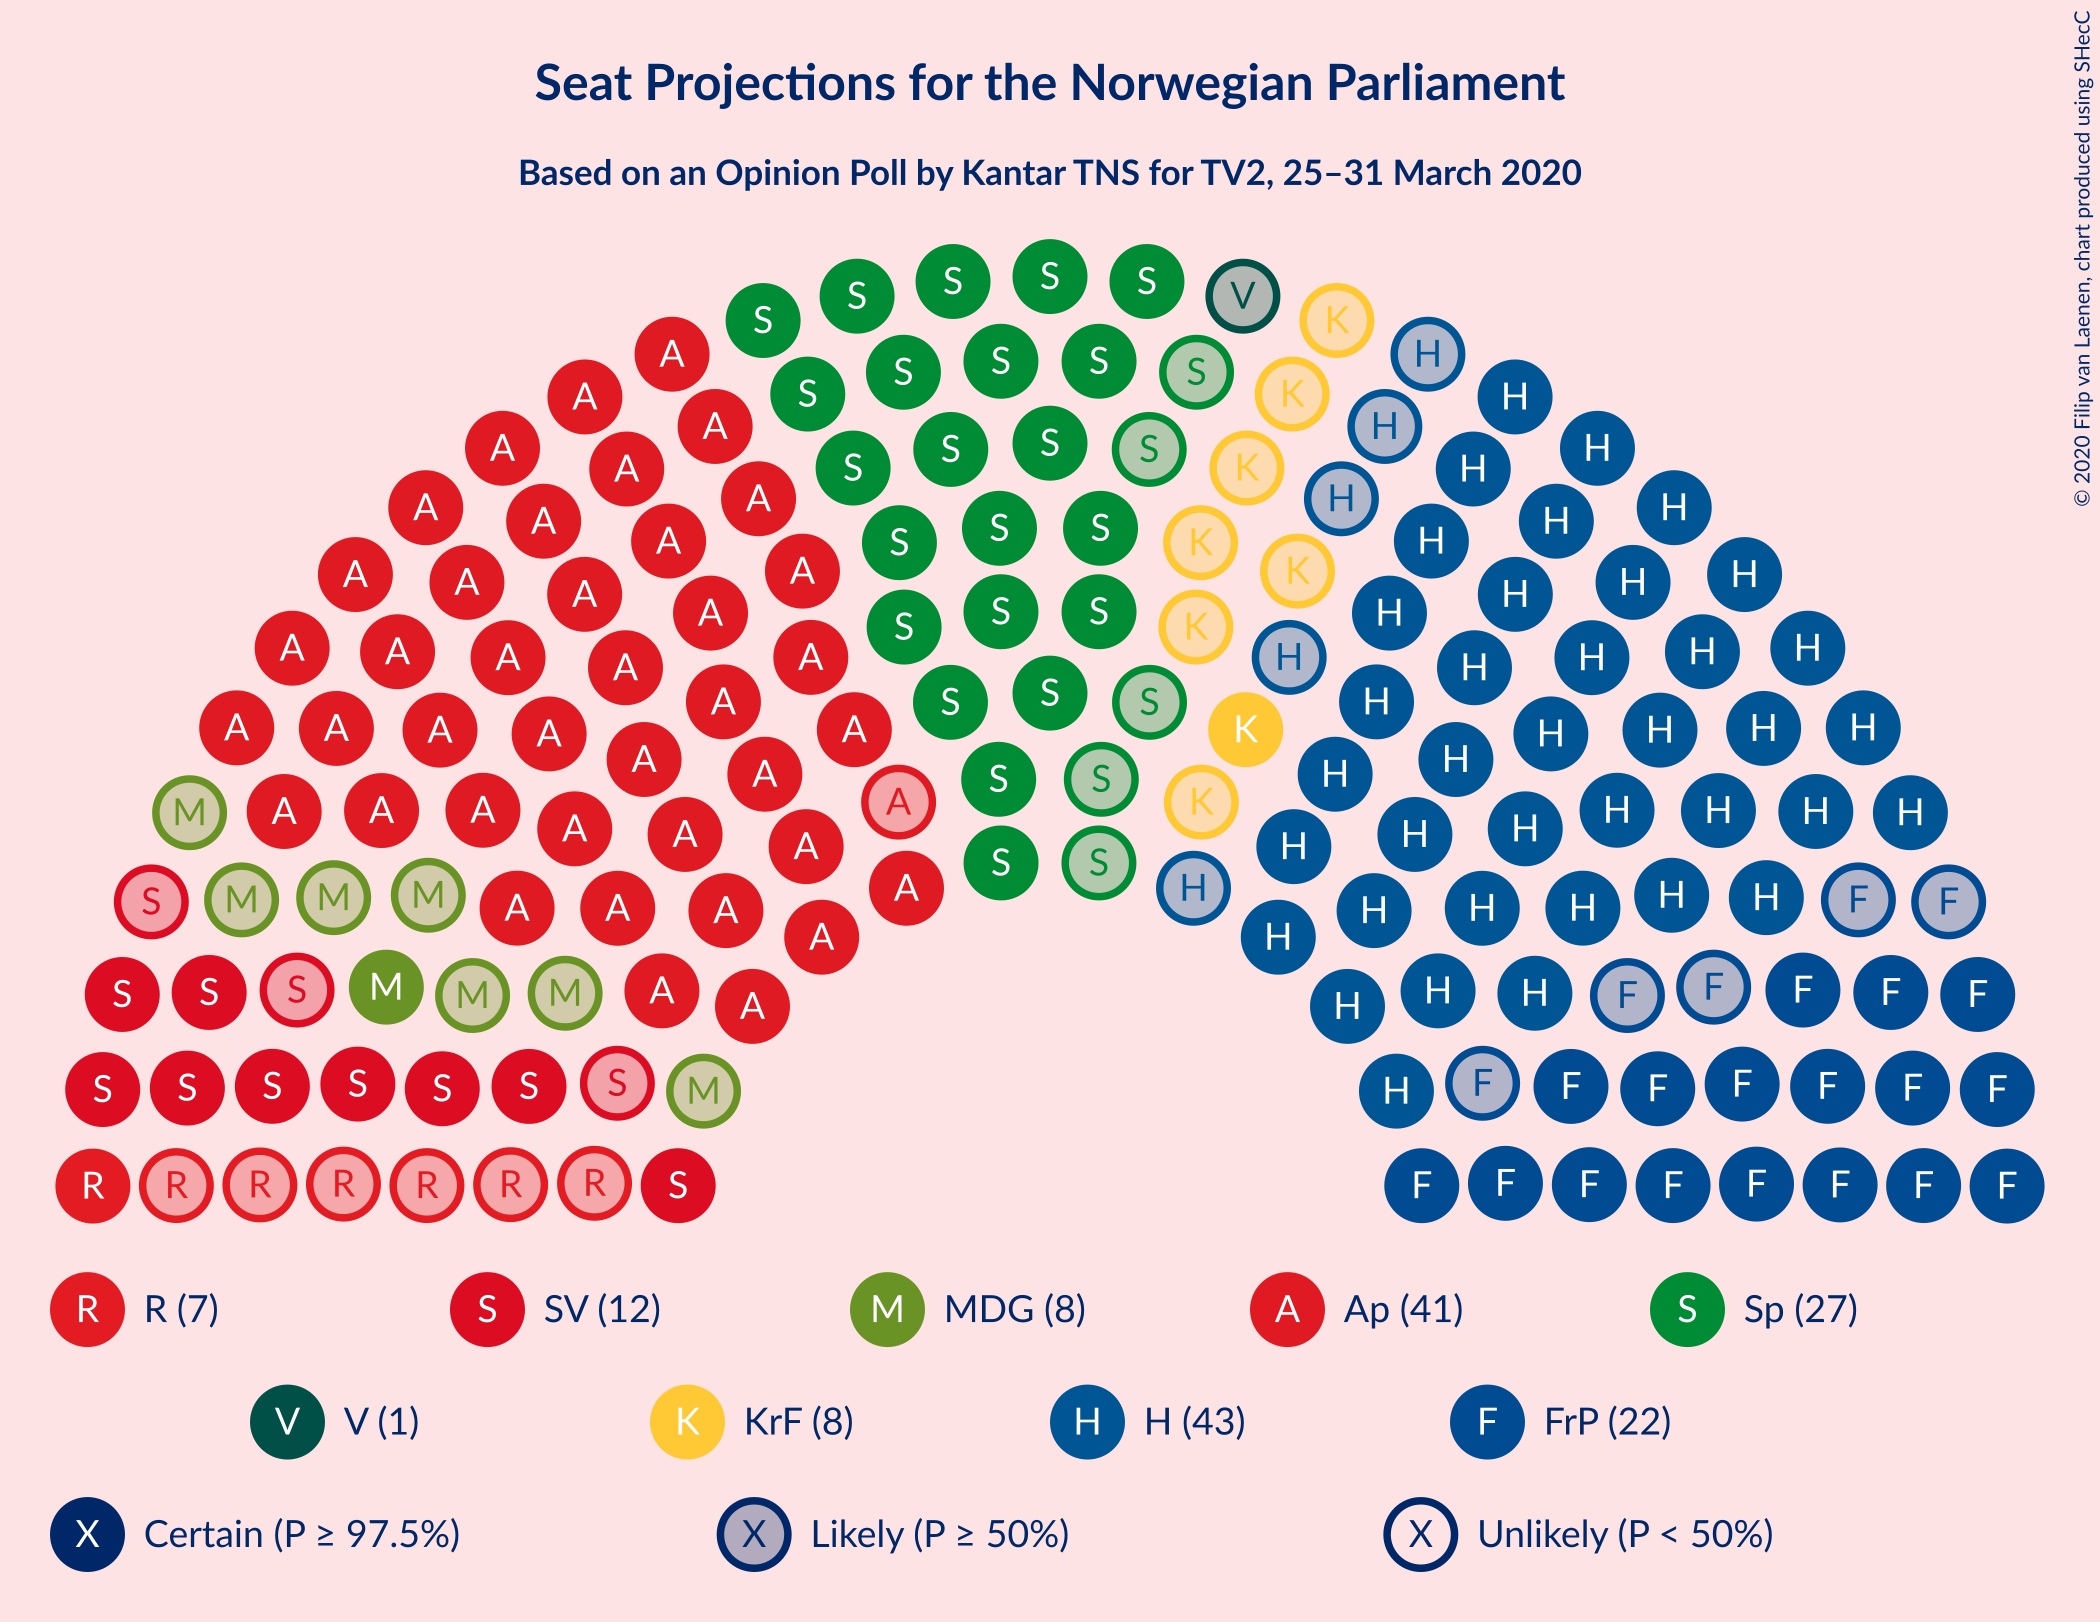 Seat Projections for the Norwegian Parliament
Based on an Opinion Poll by Kantar TNS for TV2, 25–31 March 2020
© 2020 Filip van Laenen, chart produced using SHecC
S S S S S V K
S A S S S S S K H H
A A S S S S K H H H
A A A S S S K K H H H H
A A A A S S S K H H H H H
A A A A A A S S S K H H H H H H
A A A A A A A S S H H H H H H H
M A A A A A A A S S K H H H H H H H H
S M M M A A A A A S S H H H H H H H F F
S S S M M M A A H H H F F F F F
S S S S S S S M H F F F F F F F
R R R R R R R S F F F F F F F F
R R (7) S SV (12) M MDG (8) A Ap (41) S Sp (27)
V V (1) K KrF (8) H H (43) F FrP (22)
X Certain (P ≥ 97.5%) X Likely (P ≥ 50%) X Unlikely (P < 50%)